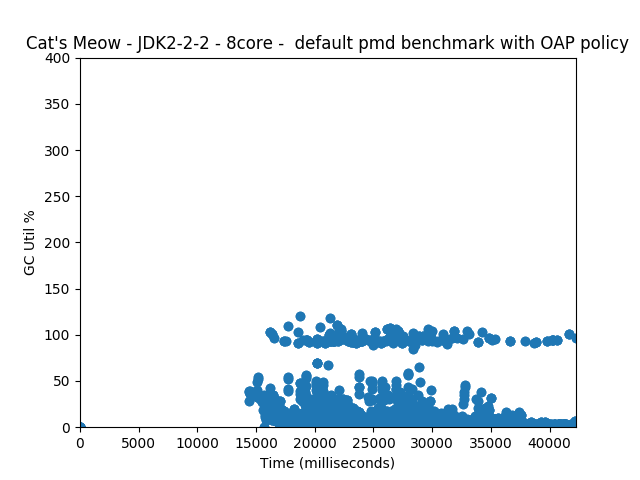 Cat's Meow - JDK2-2-2 - 8core -  default pmd benchmark with OAP policy
400
350
300
250
200
150
100
50
0
GC Util %
0 5000 10000 15000 20000 25000 30000 35000 40000
Time (milliseconds)